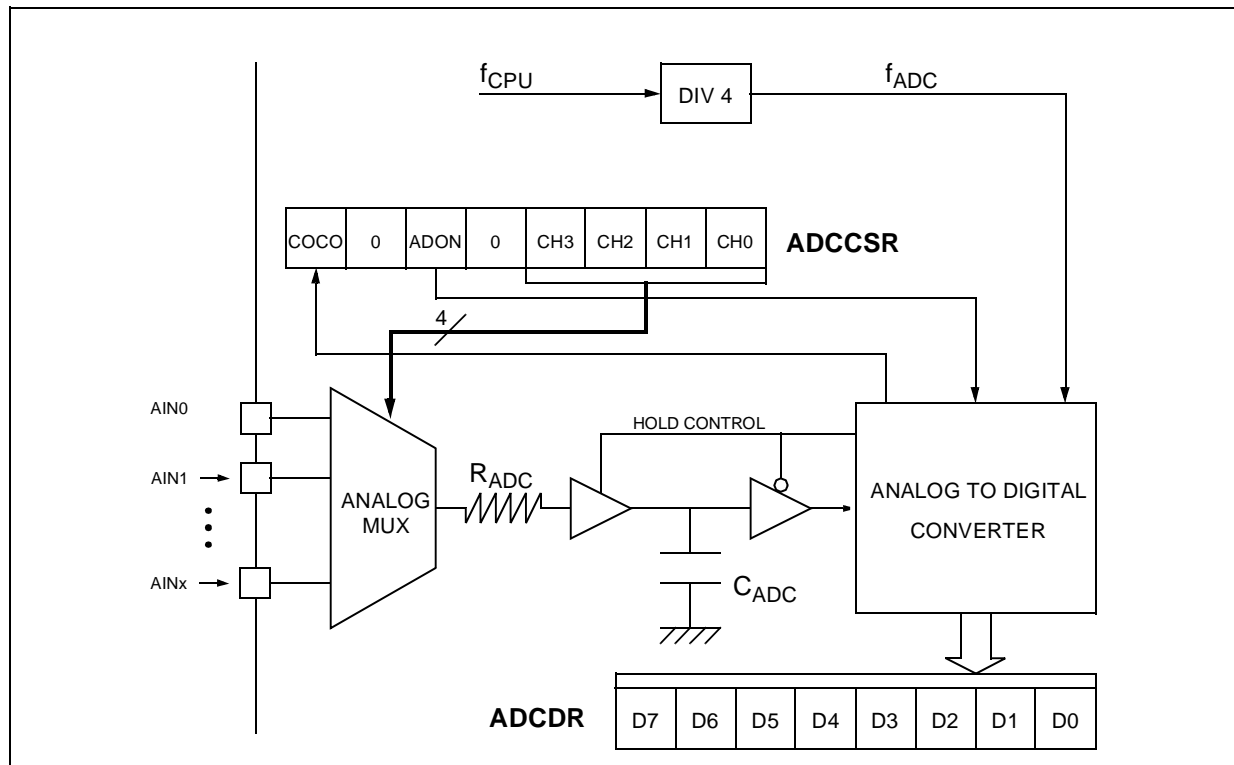 fCPU
DIV 4
fADC
COCO 0 ADON 0 CH3 CH2 CH1 CH0 ADCCSR
4
AIN0
HOLD CONTROL
AIN1
RADC
ANALOG
MUX
ANALOG TO DIGITAL
CONVERTER
AINx
CADC
ADCDR D7 D6 D5 D4 D3 D2 D1 D0